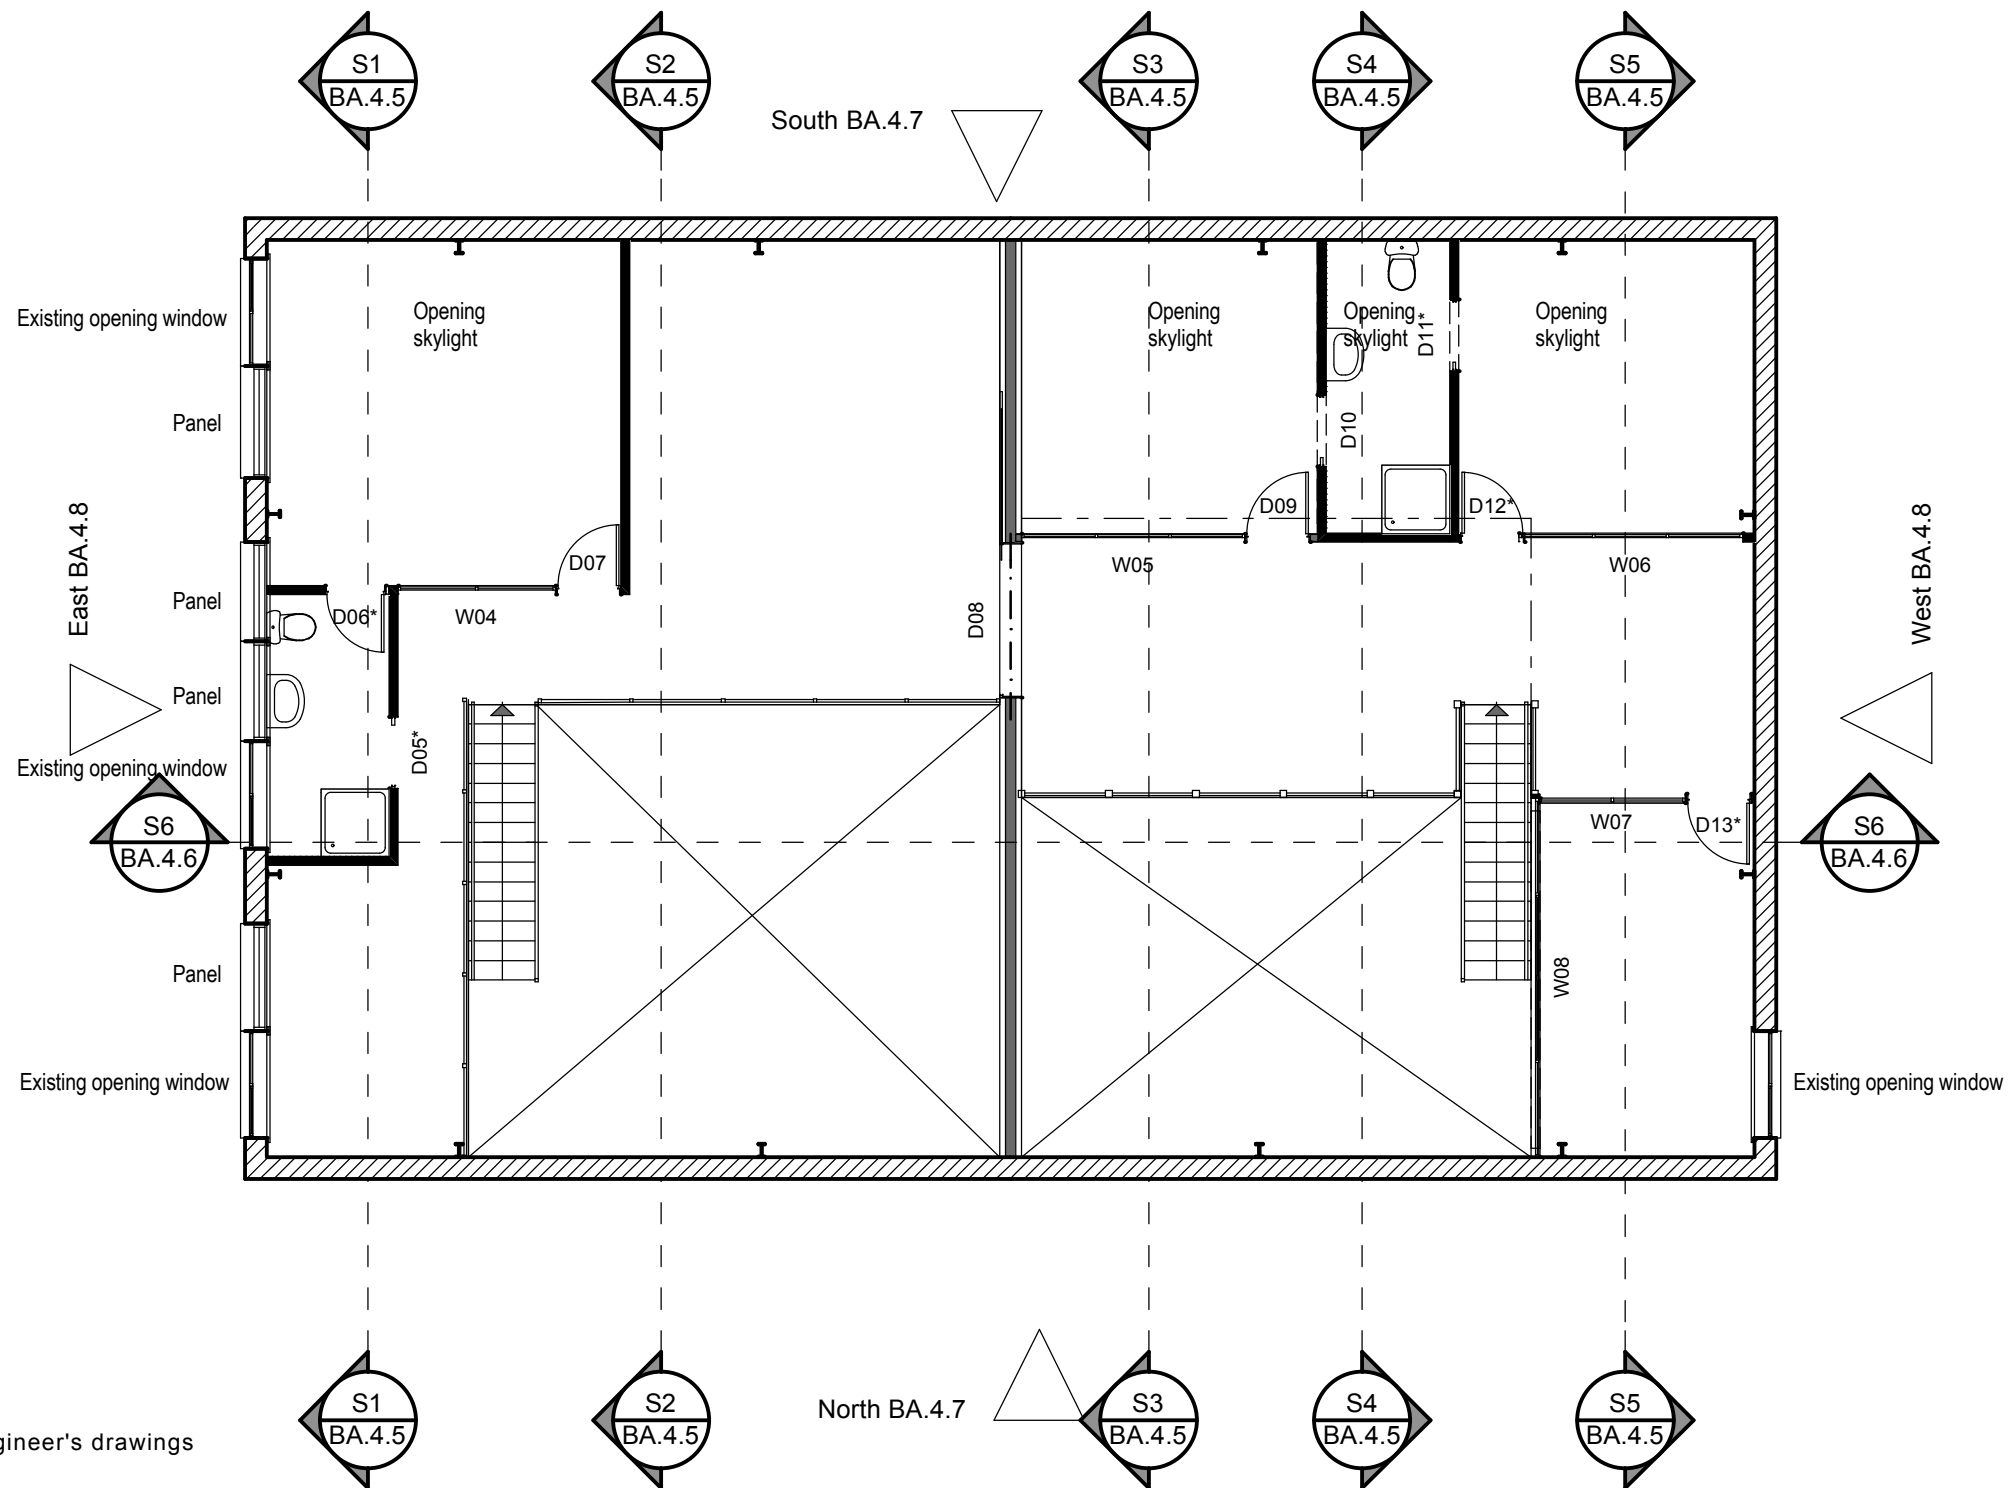 S1
BA.4.5
S2
BA.4.5
S3
BA.4.5
S4
BA.4.5
S5
BA.4.5
South BA.4.7
Existing opening window
Opening
skylight
Opening
skylight
Opening
skylight
Opening
skylight
D11*
Panel
D10
East BA.4.8
West BA.4.8
D09
D12*
D07
W05
W06
Panel
D06*
W04
D08
Panel
D05*
Existing opening window
S6
BA.4.6
W07
D13*
S6
BA.4.6
Panel
W08
Existing opening window
Existing opening window
North BA.4.7
S1
BA.4.5
S2
BA.4.5
S3
BA.4.5
S4
BA.4.5
S5
BA.4.5
gineer's drawings